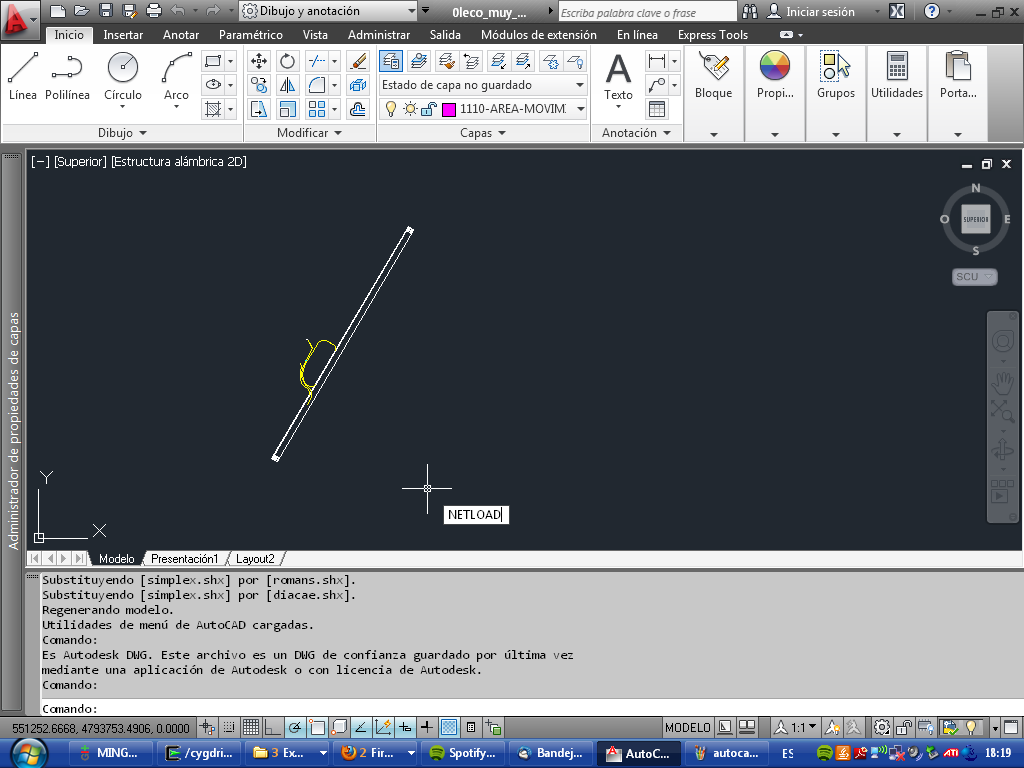 Dibujo y anotación
0leco_muy_...
Escriba palabra clave o frase
Iniciar sesión
Inicio
Insertar
Anotar
Paramétrico
Vista
Administrar
Salida
Módulos de extensión
En línea
Express Tools
Línea
Polilínea
Círculo
Arco
Dibujo
Modificar
Estado de capa no guardado
1110-AREA-MOVIMI
Capas
Texto
Anotación
Bloque
Propi...
Grupos
Utilidades
Porta...
[−] [Superior] [Estructura alámbrica 2D]
N
O
SUPERIOR
E
S
SCU
Administrador de propiedades de capas
Y
X
NETLOAD
Modelo
Presentación1
Layout2
Substituyendo [simplex.shx] por [romans.shx].
Substituyendo [simplex.shx] por [diacae.shx].
Regenerando modelo.
Utilidades de menú de AutoCAD cargadas.
Comando:
Es Autodesk DWG. Este archivo es un DWG de confianza guardado por última vez
mediante una aplicación de Autodesk o con licencia de Autodesk.
Comando:
Comando:
551252.6668, 4793753.4906, 0.0000
MODELO
1:1
MING...
/cygdri...
3 Ex...
2 Fir...
Spotify...
Bandej...
AutoC...
autoca...
ES
18:19